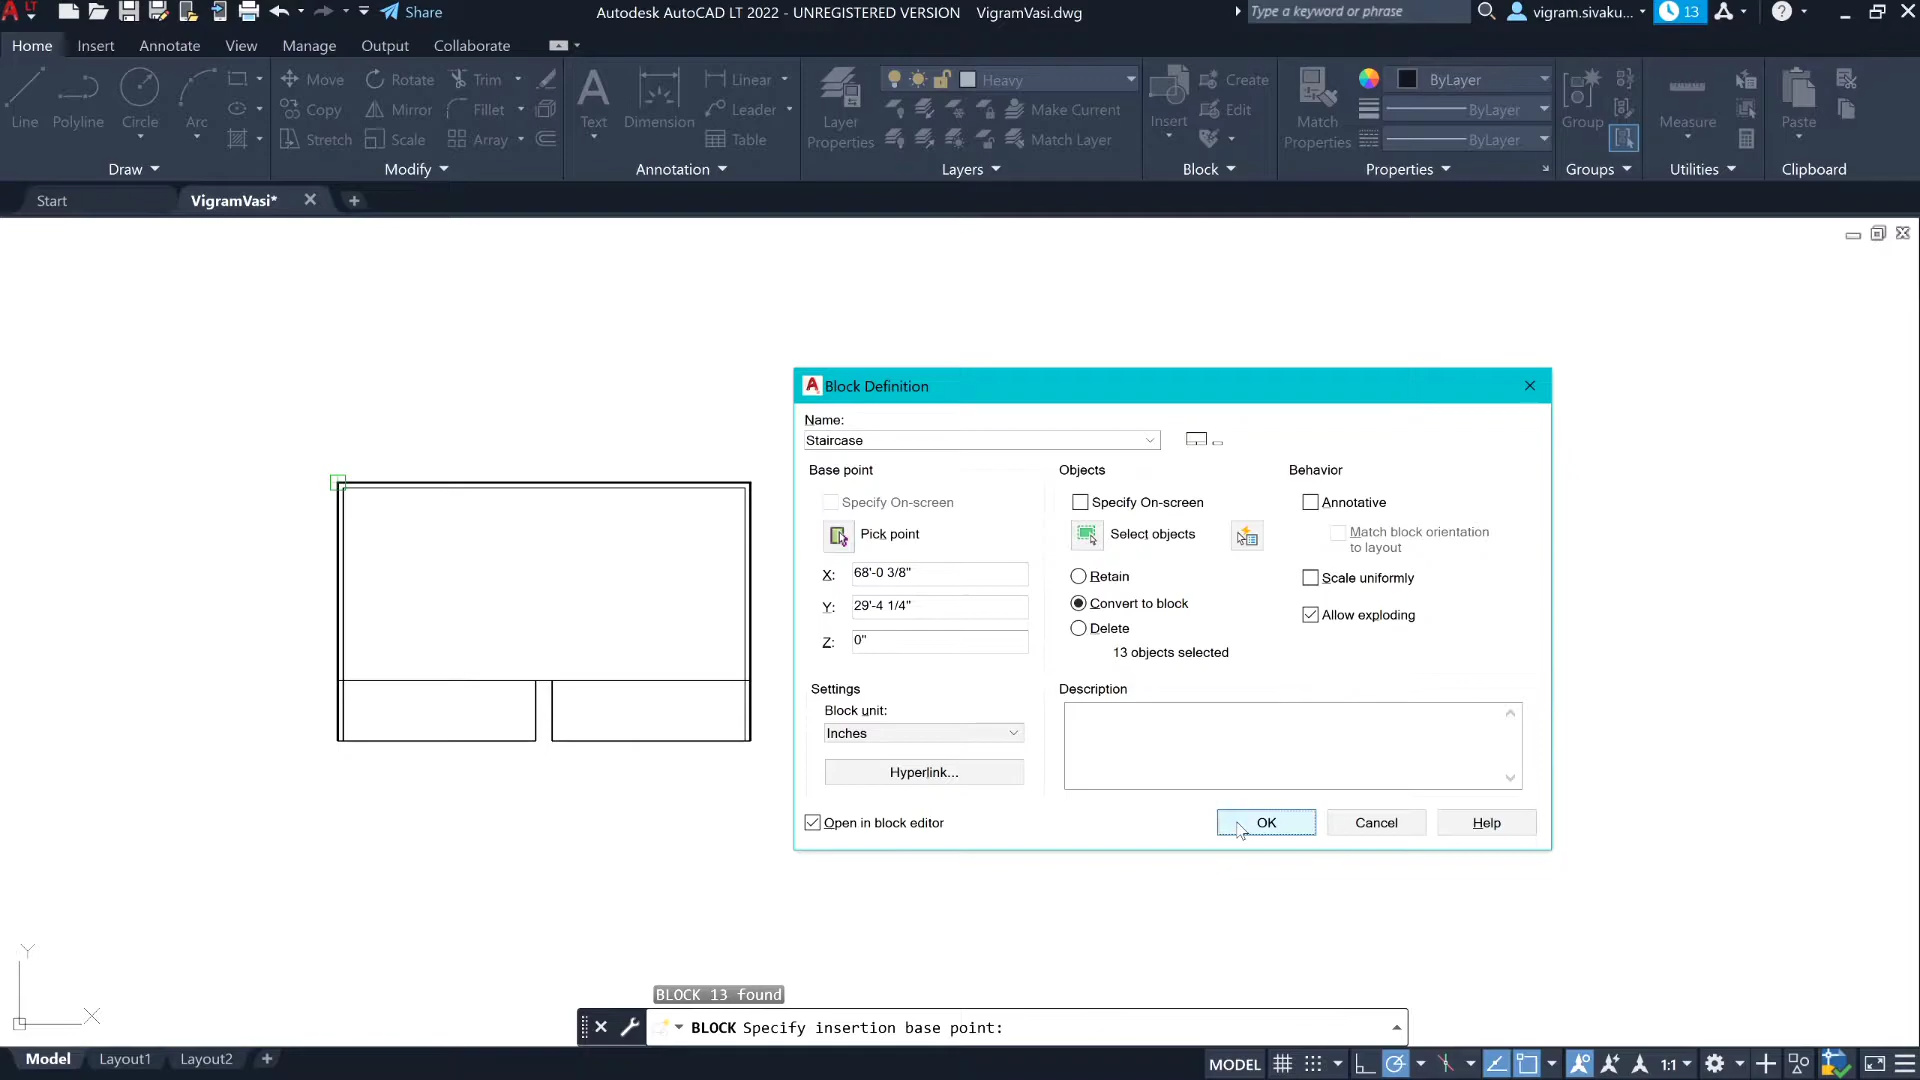 LT
Share
Autodesk AutoCAD LT 2022 - UNREGISTERED VERSION VigramVasi.dwg
Type a keyword or phrase
vigram.sivaku...
13
Home Insert Annotate View Manage Output Collaborate
Line Polyline Circle Arc
Move Rotate Trim
Copy Mirror Fillet
Stretch Scale Array
Text Dimension
Linear
Leader
Table
Layer Properties
Heavy
Make Current
Match Layer
Insert
Create
Edit
Match Properties
ByLayer
ByLayer
ByLayer
Group
Measure
Paste
Draw Modify Annotation Layers Block Properties Groups Utilities Clipboard
Start VigramVasi*
Block Definition
Name:
Staircase
Base point
Specify On-screen
Pick point
X: 68'-0 3/8"
Y: 29'-4 1/4"
Z: 0"
Objects
Specify On-screen
Select objects
Retain
Convert to block
Delete
13 objects selected
Behavior
Annotative
Match block orientation
to layout
Scale uniformly
Allow exploding
Settings
Block unit:
Inches
Hyperlink...
Description
Open in block editor
OK Cancel Help
Y
X
BLOCK 13 found
BLOCK Specify insertion base point:
Model Layout1 Layout2
MODEL 1:1